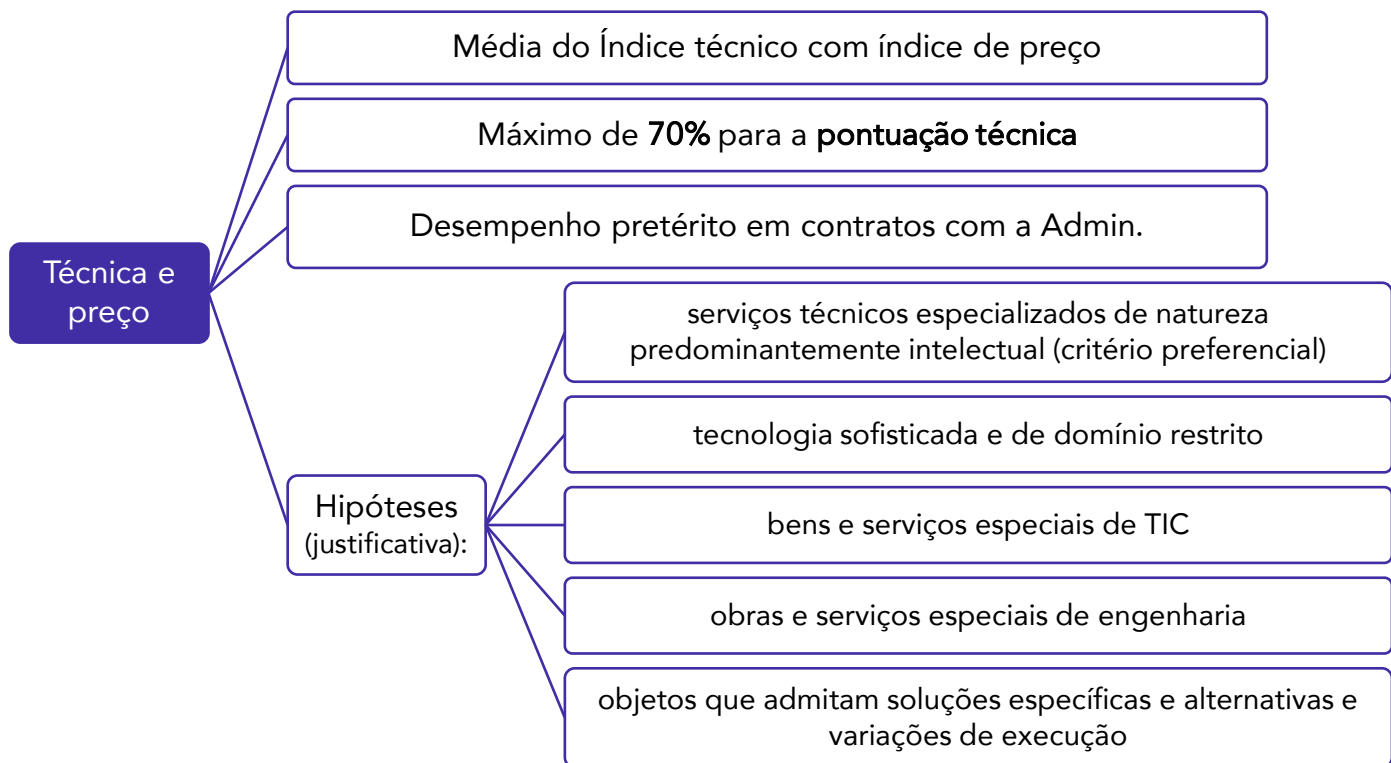 Média do Índice técnico com índice de preço
Máximo de 70% para a pontuação técnica
Desempenho pretérito em contratos com a Admin.
Técnica e
preço
Hipóteses
(justificativa):
serviços técnicos especializados de natureza
predominantemente intelectual (critério preferencial)
tecnologia sofisticada e de domínio restrito
bens e serviços especiais de TIC
obras e serviços especiais de engenharia
objetos que admitam soluções específicas e alternativas e
variações de execução